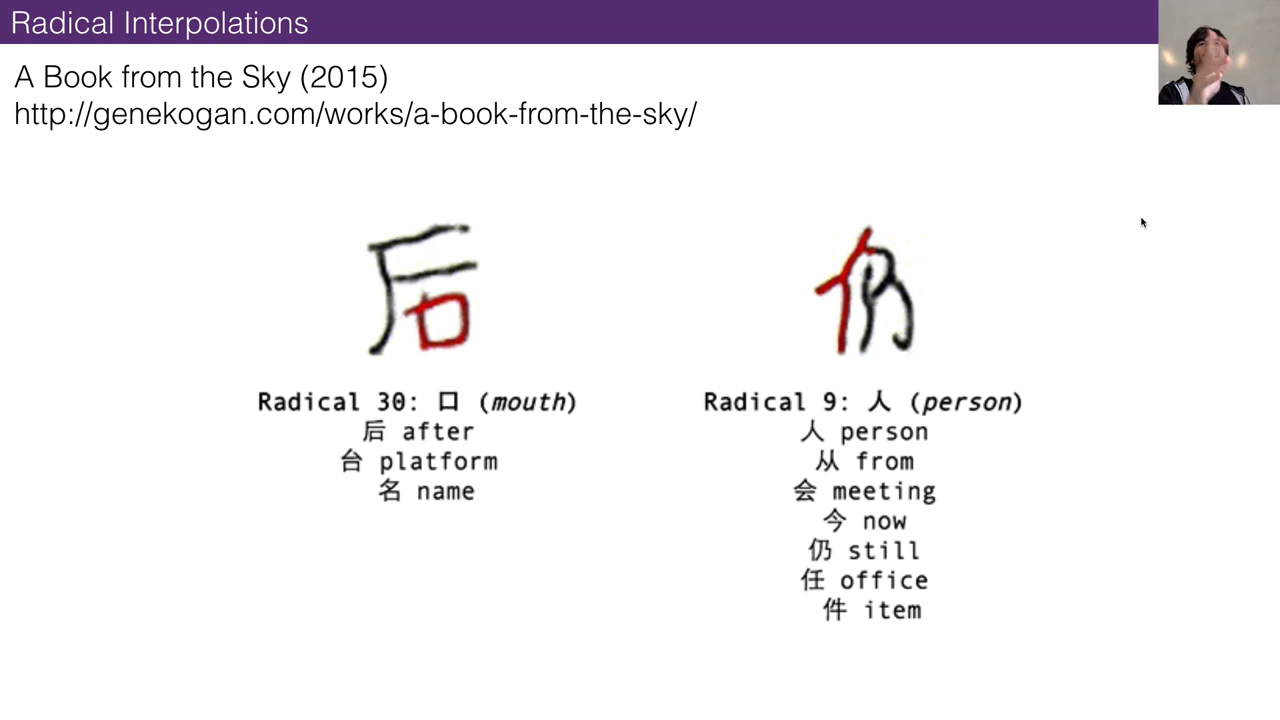 Radical Interpolations
A Book from the Sky (2015)
http://genekogan.com/works/a-book-from-the-sky/
后
仍
Radical 30: 口 (mouth)
后 after
台 platform
名 name
Radical 9: 人 (person)
人 person
从 from
会 meeting
今 now
仍 still
任 office
件 item